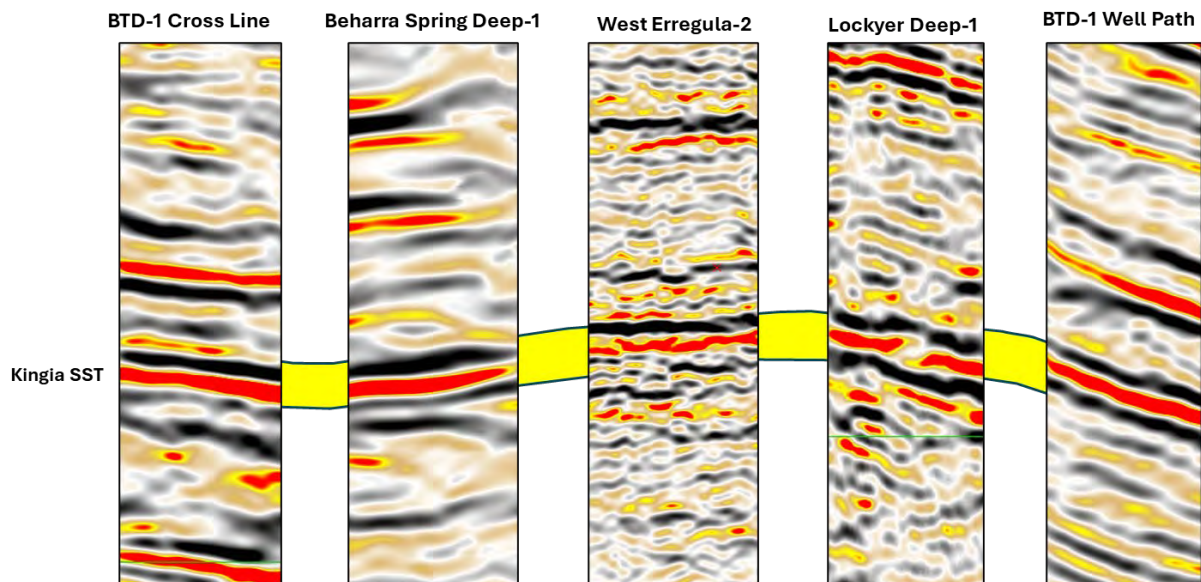 BTD-1 Cross Line
Beharra Spring Deep-1
West Erregula-2
Lockyer Deep-1
BTD-1 Well Path
Kingia SST